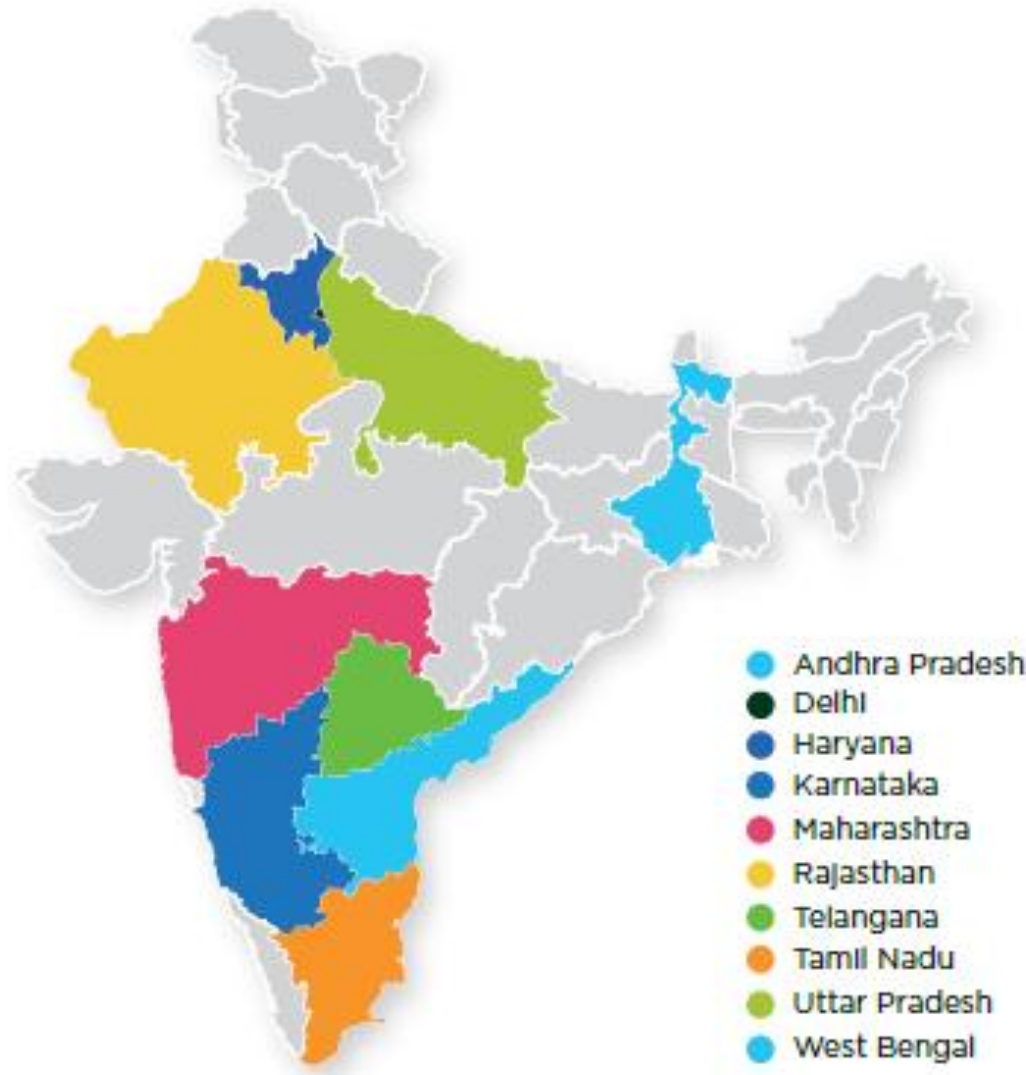 Andhra Pradesh
Delhi
Haryana
Karnataka
Maharashtra
Rajasthan
Telangana
Tamil Nadu
Uttar Pradesh
West Bengal